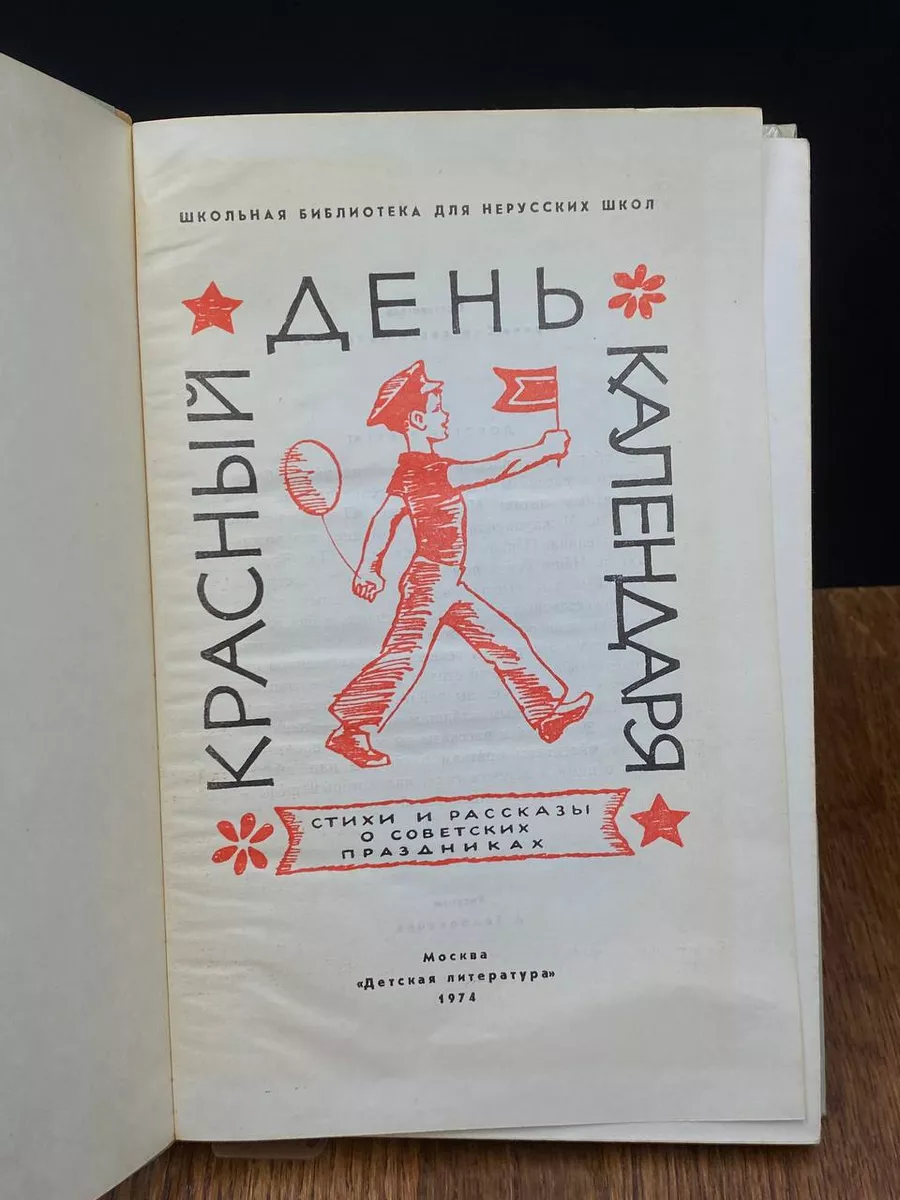 ШКОЛЬНАЯ БИБЛИОТЕКА ДЛЯ НЕРУССКИХ ШКОЛ
КРАСНЫЙ
ДЕНЬ
КАЛЕНДАРЯ
СТИХИ И РАССКАЗЫ
О СОВЕТСКИХ
ПРАЗДНИКАХ
Москва
«Детская литература»
1974